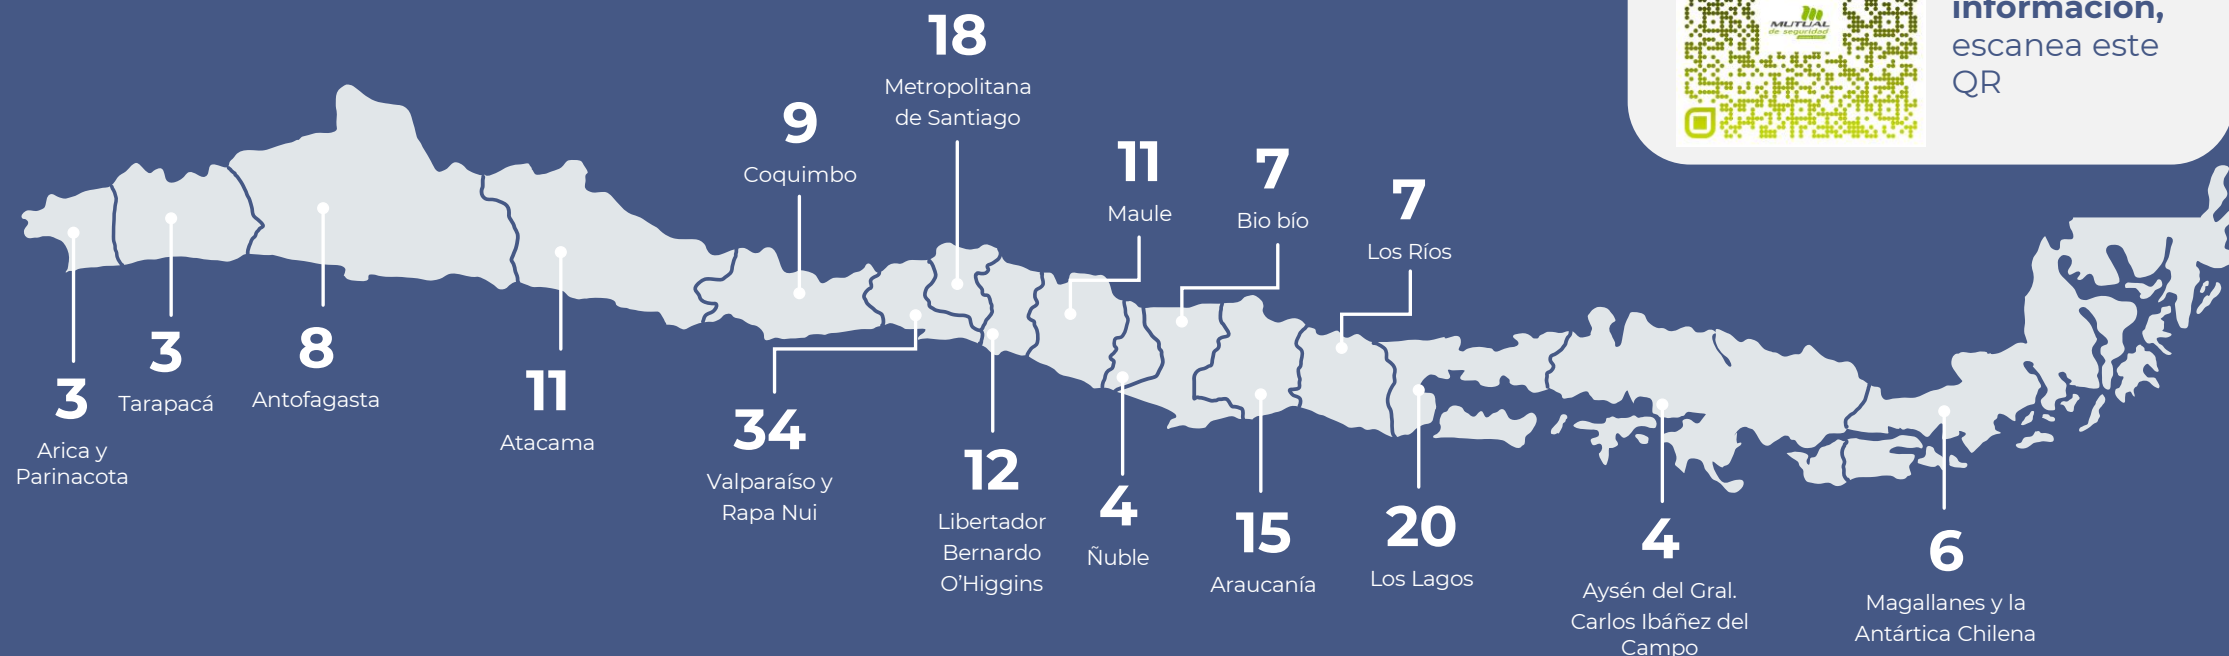 información,
escanea este
QR
MUTUAL
de seguridad
18
Metropolitana
de Santiago
9
Coquimbo
11
Maule
7
Bio bío
7
Los Ríos
3
Arica y
Parinacota
3
Tarapacá
8
Antofagasta
11
Atacama
34
Valparaíso y
Rapa Nui
12
Libertador
Bernardo
O'Higgins
4
Ñuble
15
Araucanía
20
Los Lagos
4
Aysén del Gral.
Carlos Ibáñez del
Campo
6
Magallanes y la
Antártica Chilena